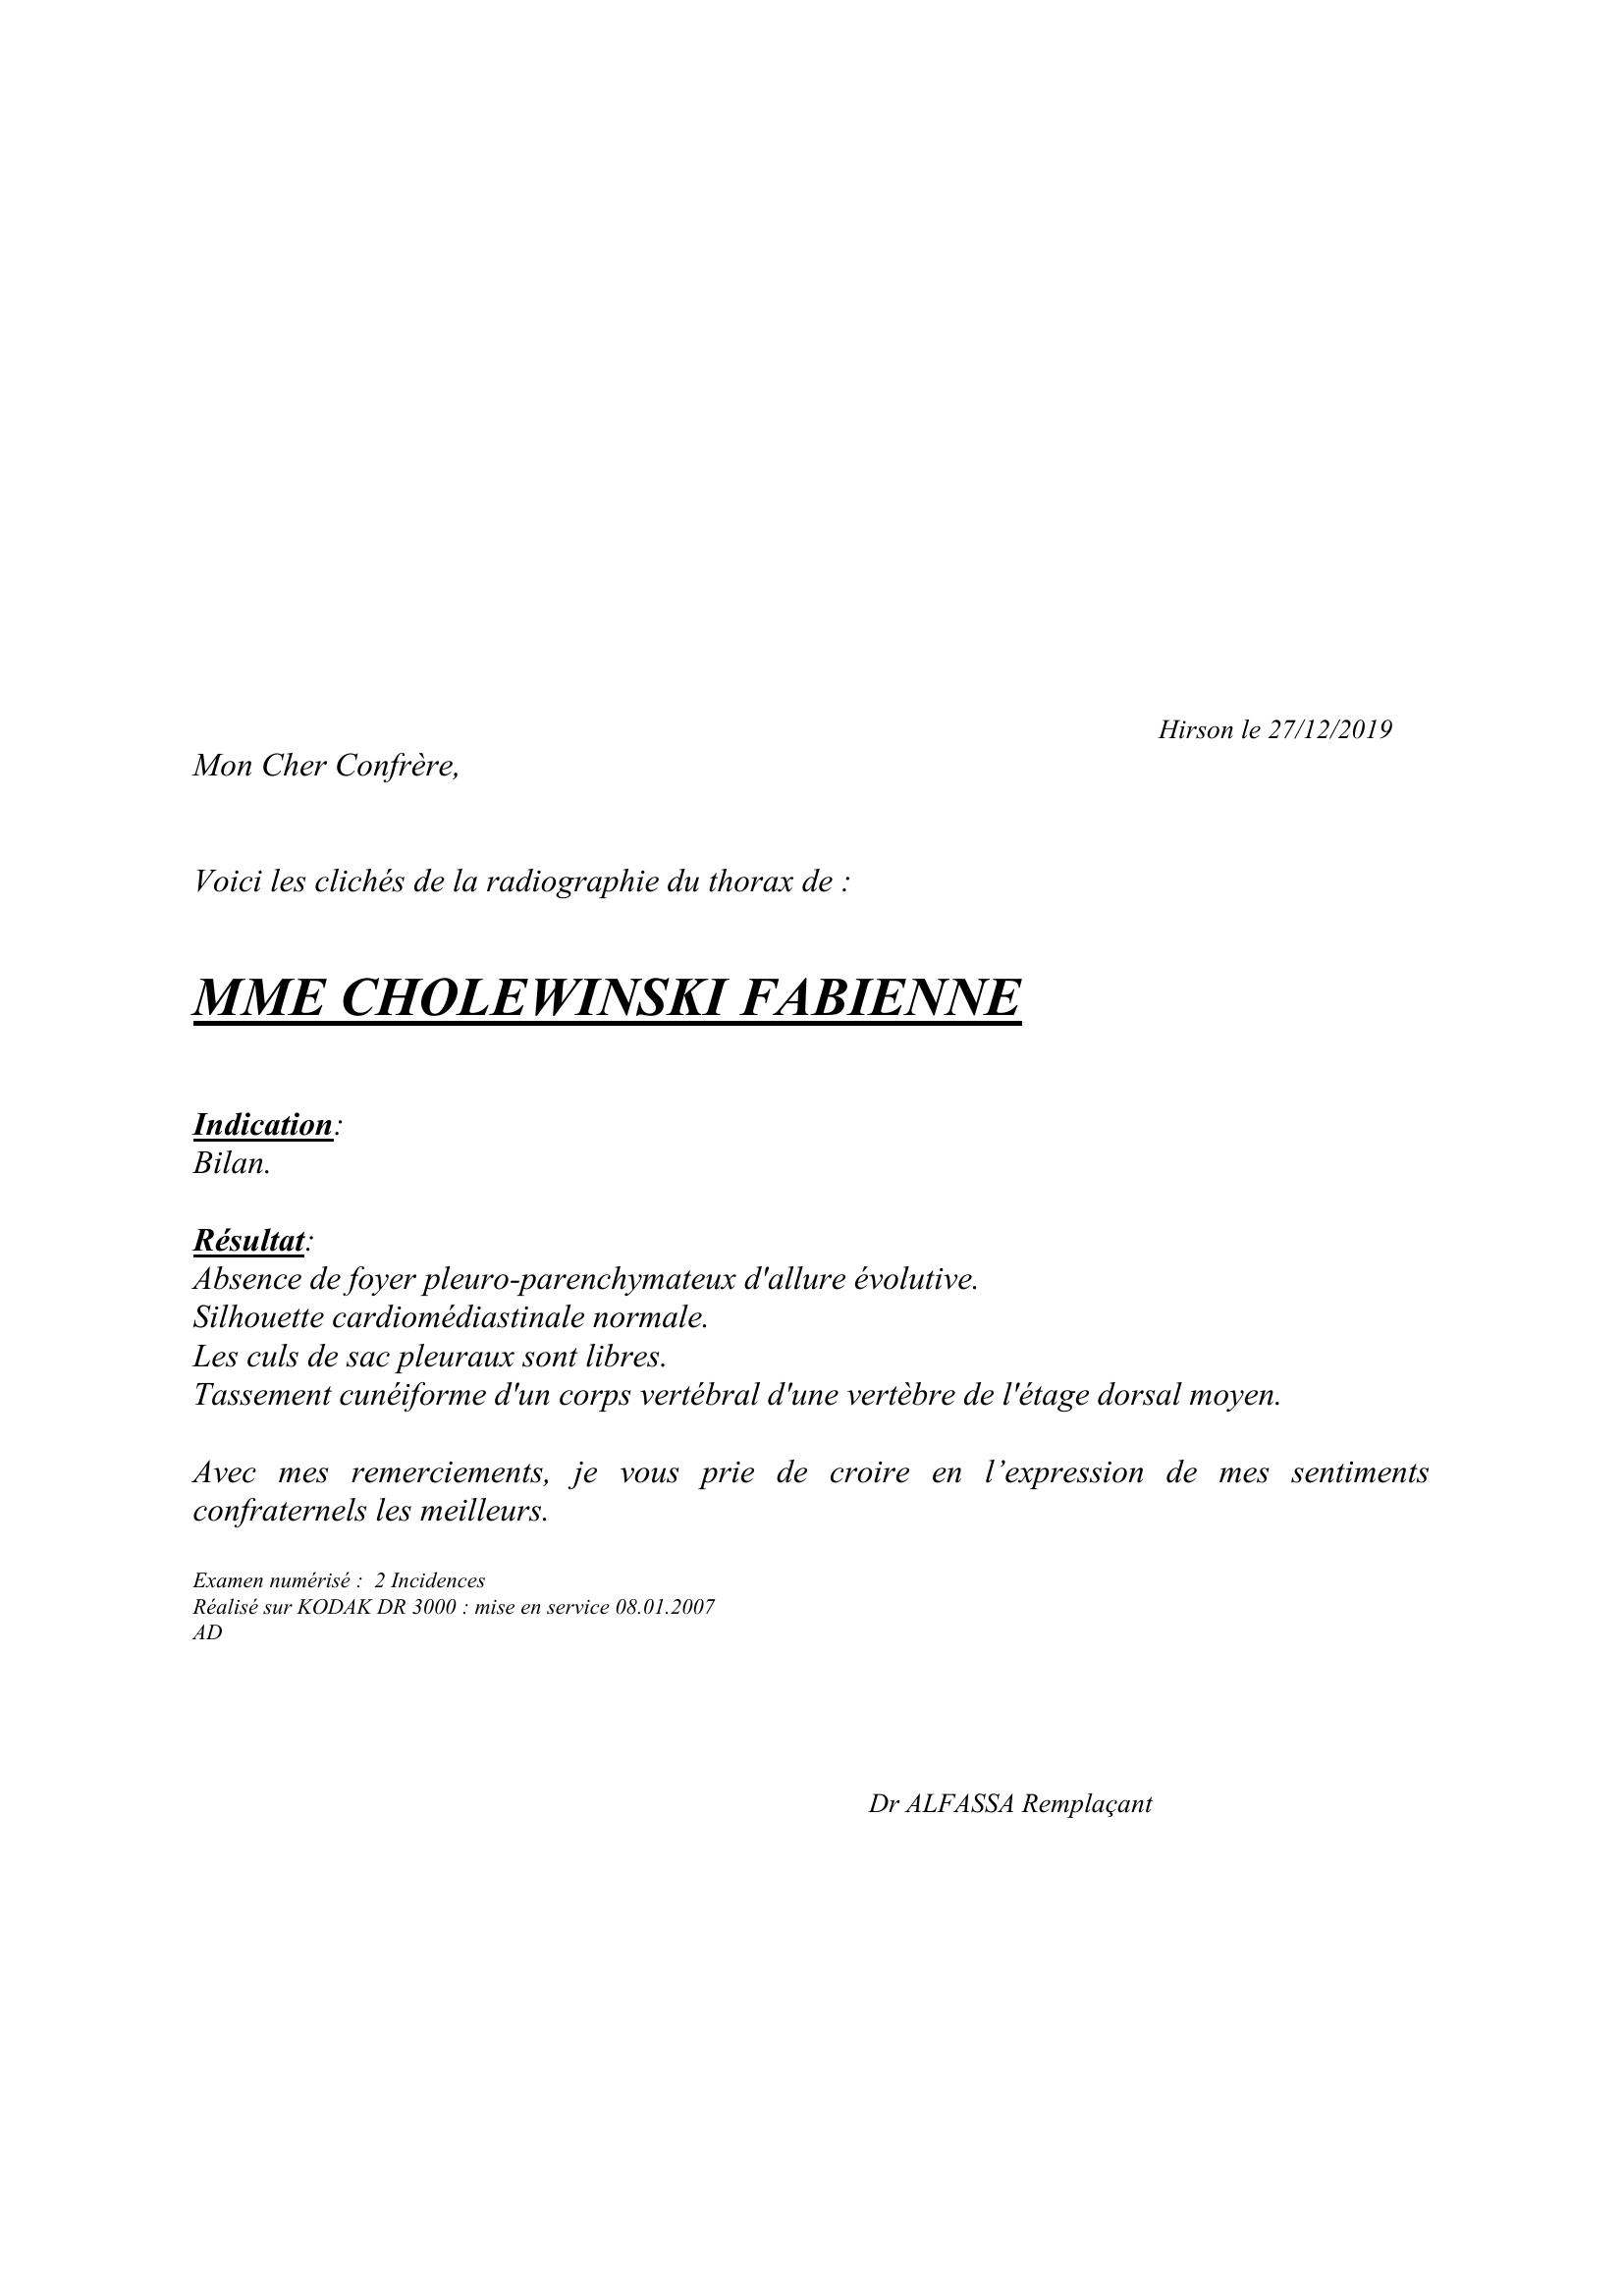 Hirson le 27/12/2019
Mon Cher Confrère,
Voici les clichés de la radiographie du thorax de :
MME CHOLEWINSKI FABIENNE
Indication:
Bilan.
Résultat:
Absence de foyer pleuro-parenchymateux d'allure évolutive.
Silhouette cardiomédiastinale normale.
Les culs de sac pleuraux sont libres.
Tassement cunéiforme d'un corps vertébral d'une vertèbre de l'étage dorsal moyen.
Avec mes remerciements, je vous prie de croire en l’expression de mes sentiments
confraternels les meilleurs.
Examen numérisé :  2 Incidences
Réalisé sur KODAK DR 3000 : mise en service 08.01.2007
AD
Dr ALFASSA Remplaçant